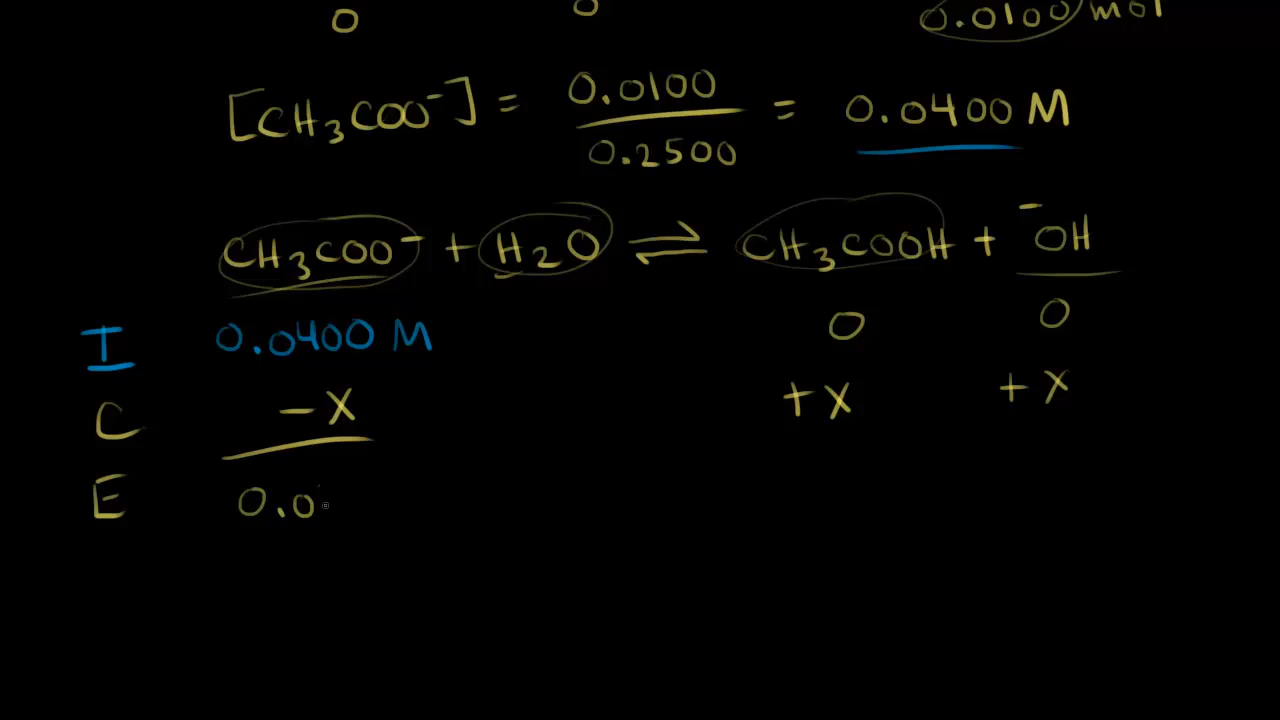 0 0 0.0100 mol
[CH₃COO⁻] = 0.0100 / 0.2500 = 0.0400 M
CH₃COO⁻ + H₂O ⇌ CH₃COOH + ⁻OH
I 0.0400 M 0 0
C - X + X + X
E 0.0